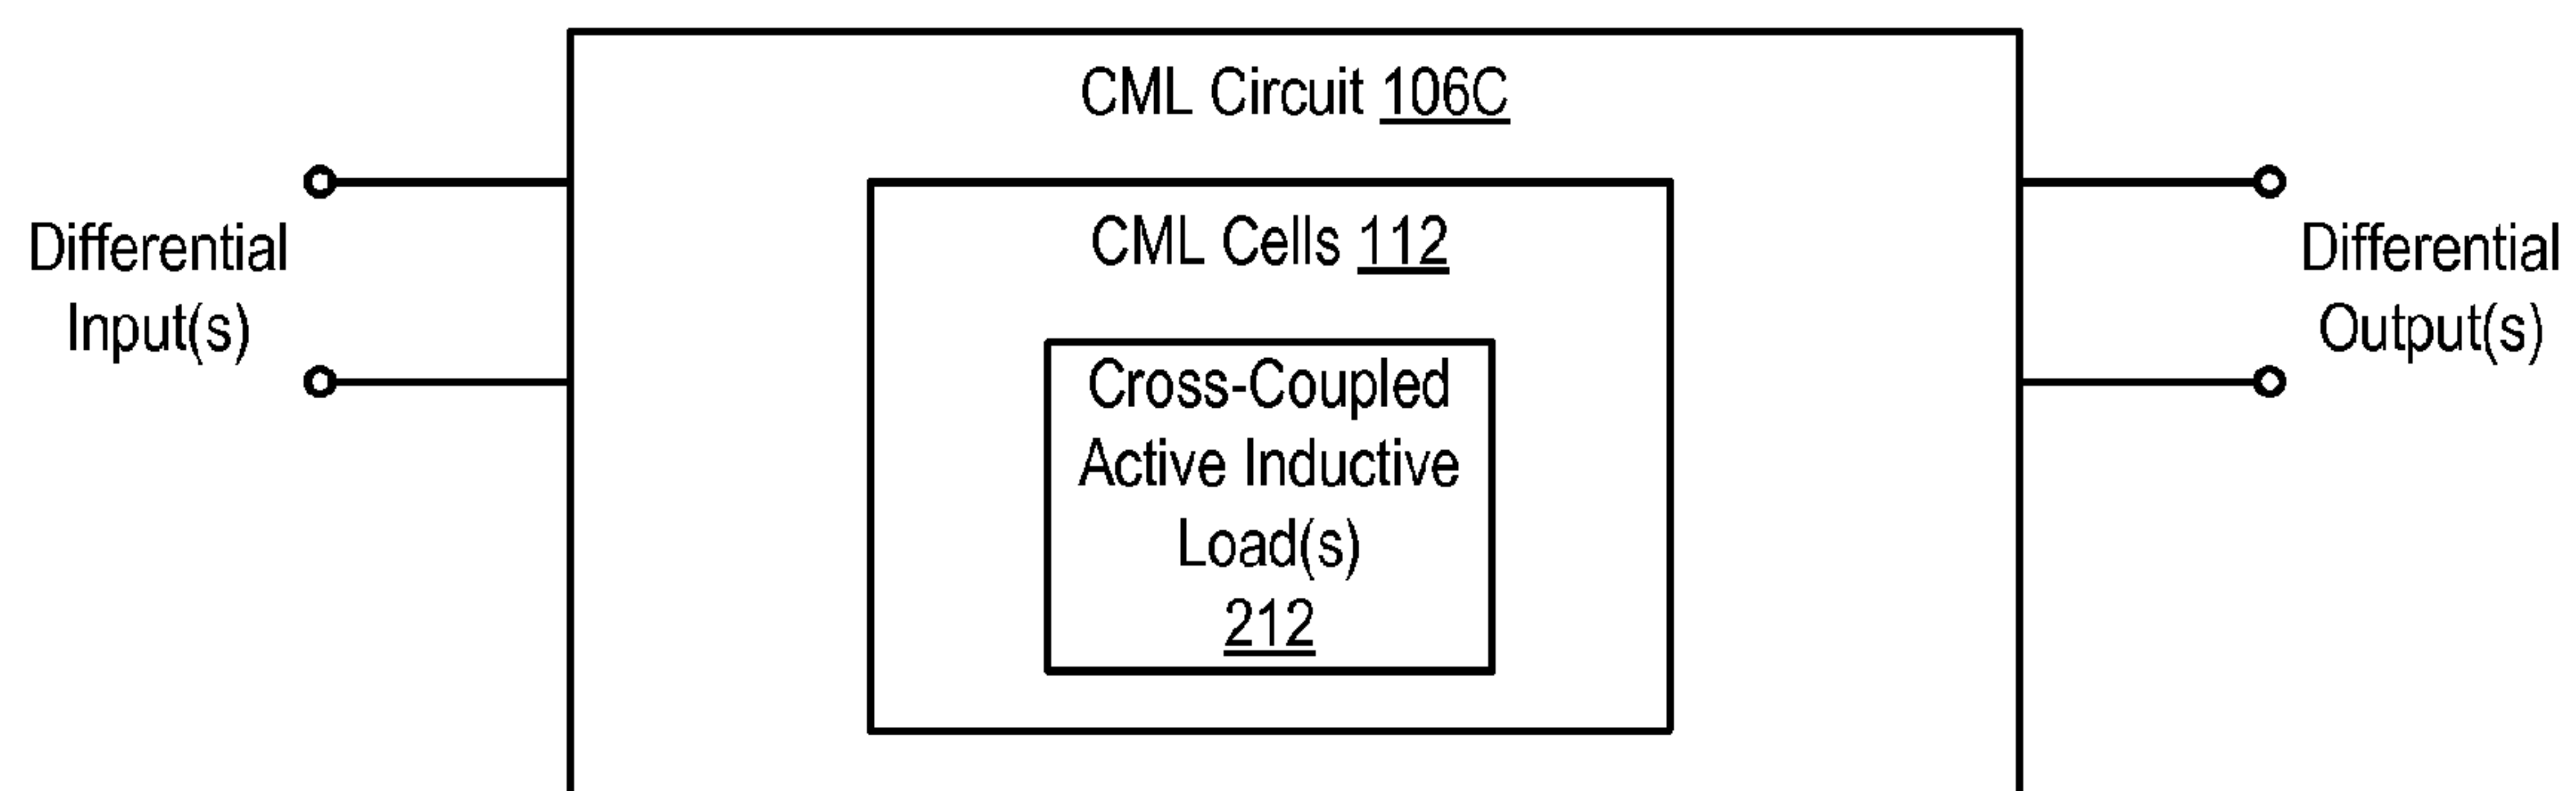 CML Circuit 106C
Differential
Input(s)
CML Cells 112
Cross-Coupled
Active Inductive
Load(s)
212
Differential
Output(s)